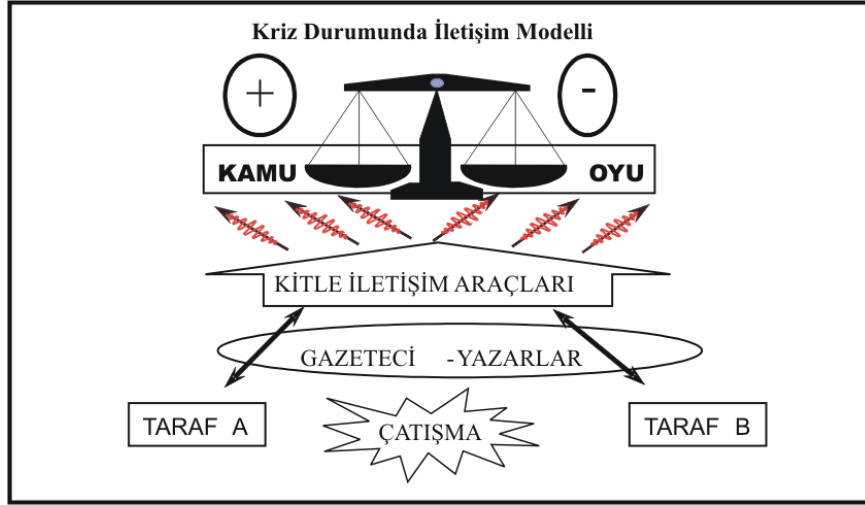 Kriz Durumunda İletişim Modelli
+ -
KAMU OYU
KİTLE İLETİŞİM ARAÇLARI
GAZETECİ -YAZARLAR
TARAF A ÇATIŞMA TARAF B